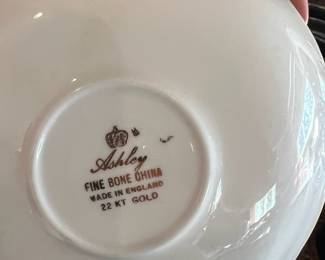 Ashley
FINE BONE CHINA
MADE IN ENGLAND
22 KT GOLD